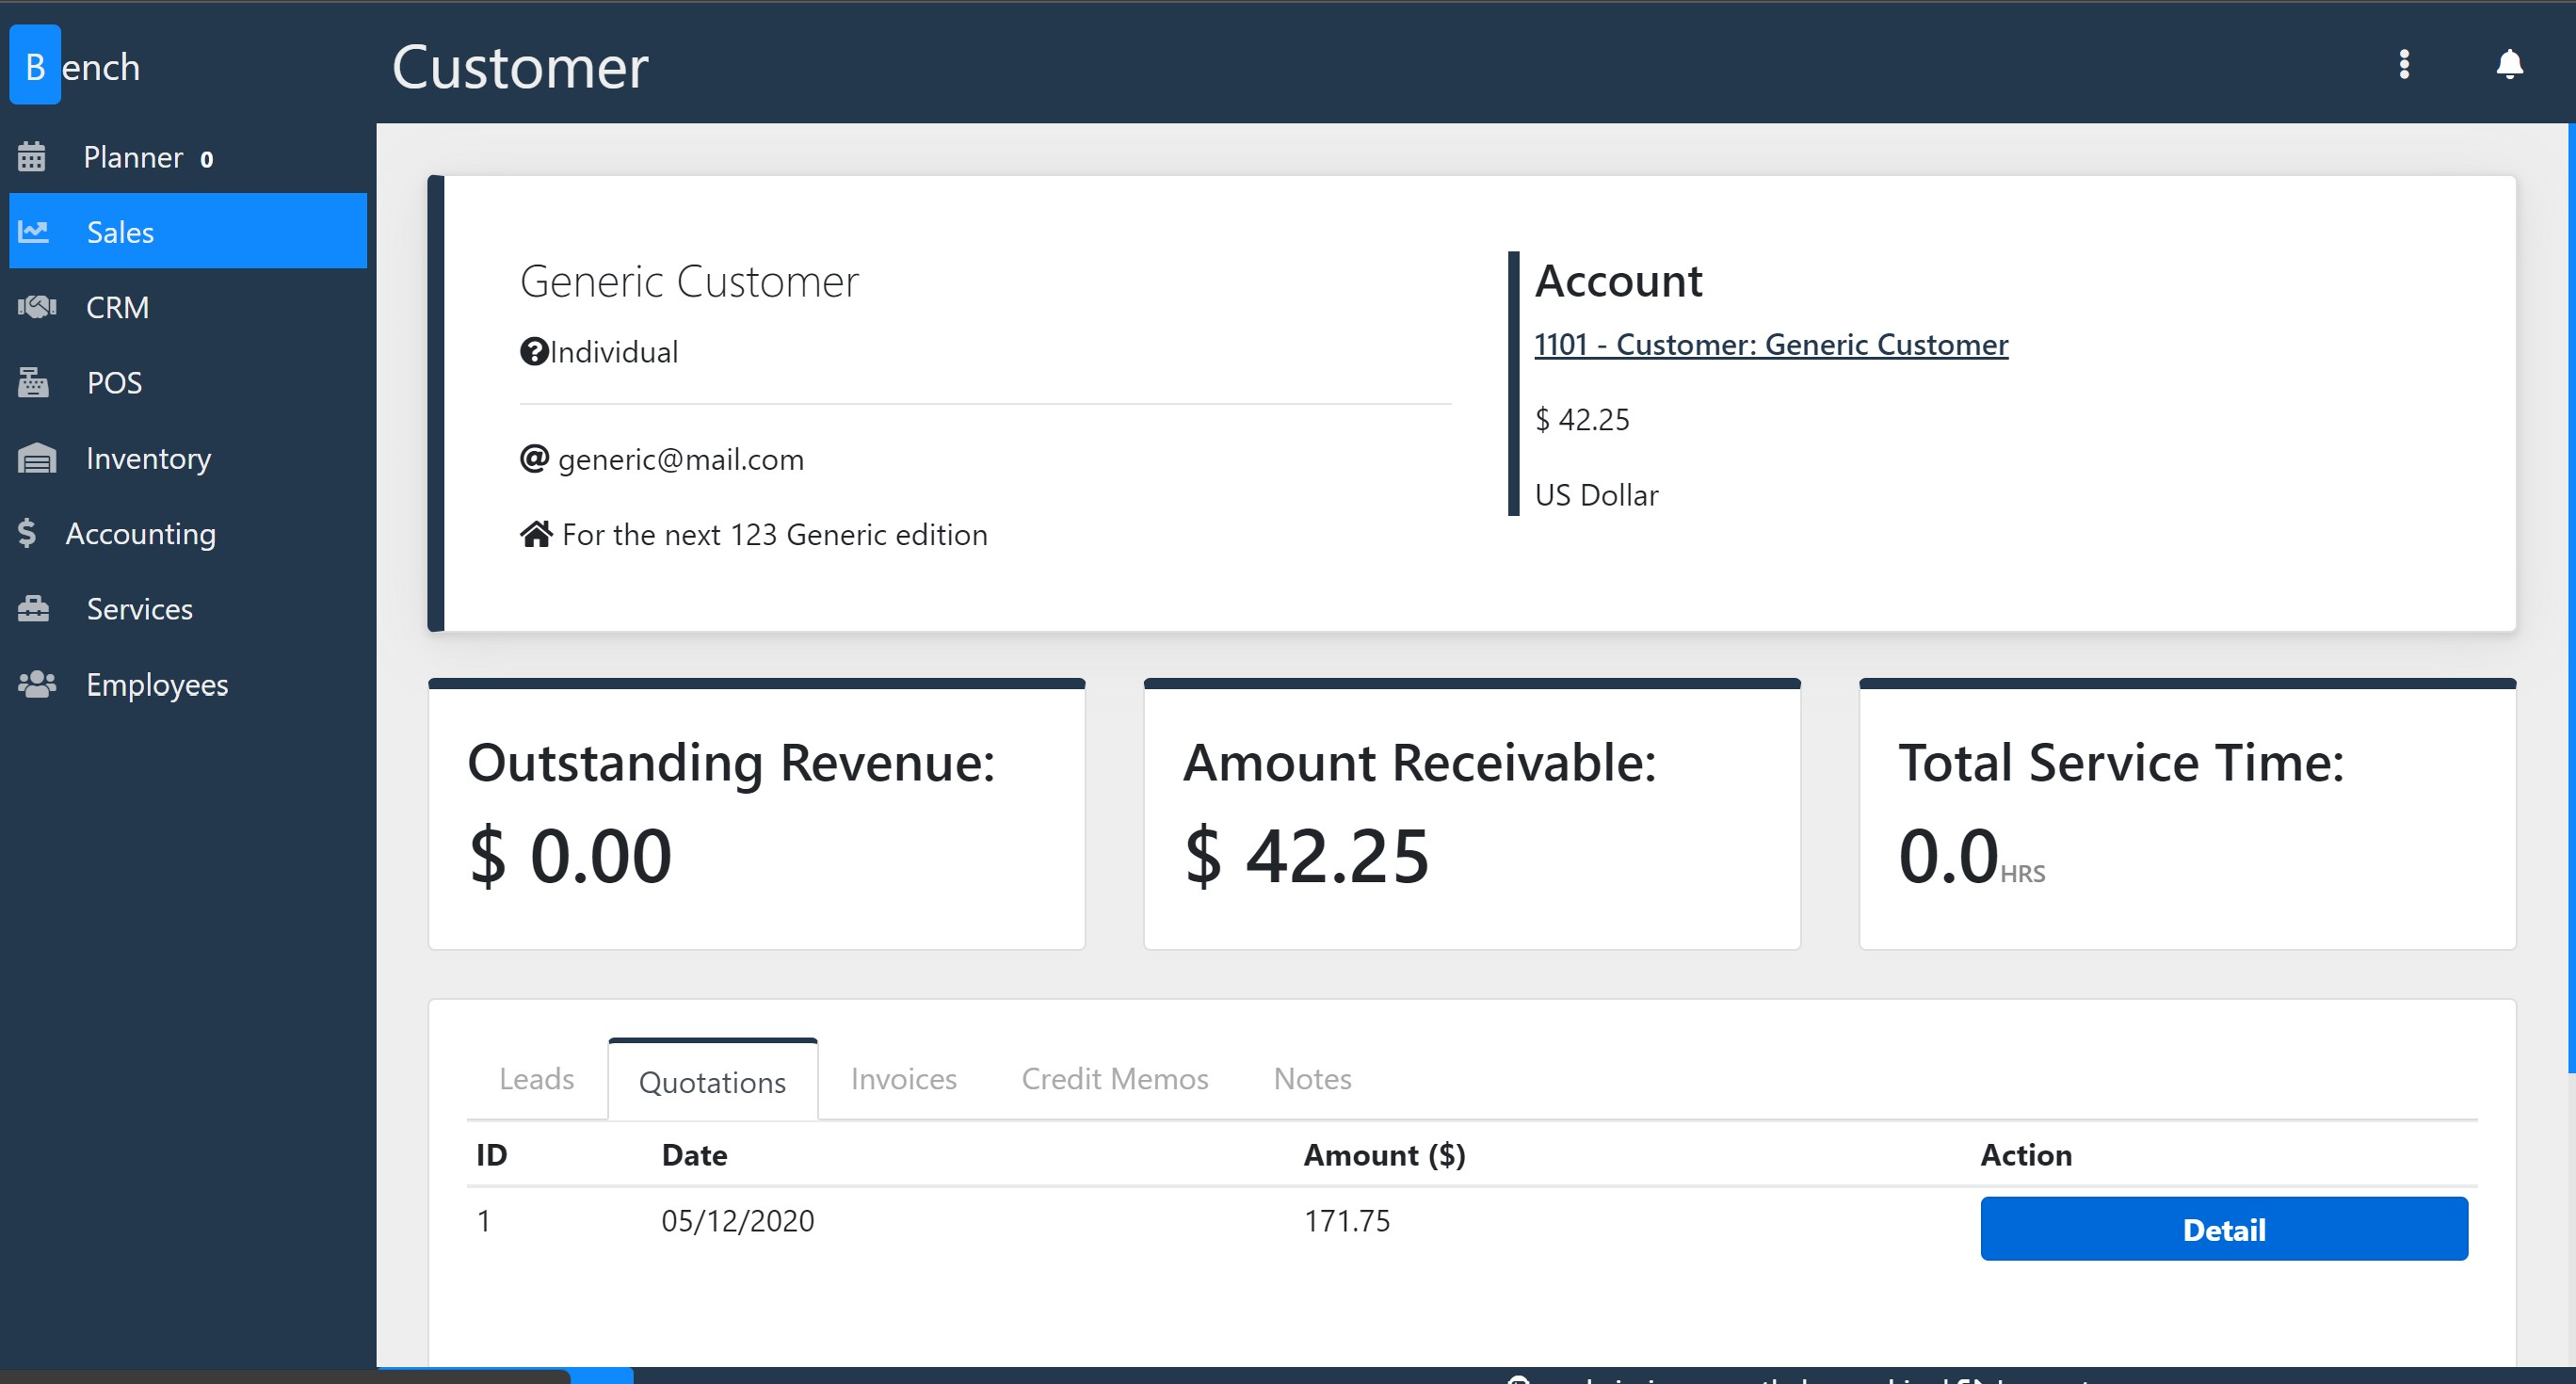 Bench
Customer
Planner 0
Sales
CRM
POS
Inventory
$ Accounting
Services
Employees
Generic Customer
Individual
@ generic@mail.com
For the next 123 Generic edition
Account
1101 - Customer: Generic Customer
$ 42.25
US Dollar
Outstanding Revenue:
$ 0.00
Amount Receivable:
$ 42.25
Total Service Time:
0.0HRS
Leads Quotations Invoices Credit Memos Notes
ID Date Amount ($) Action
1 05/12/2020 171.75 Detail